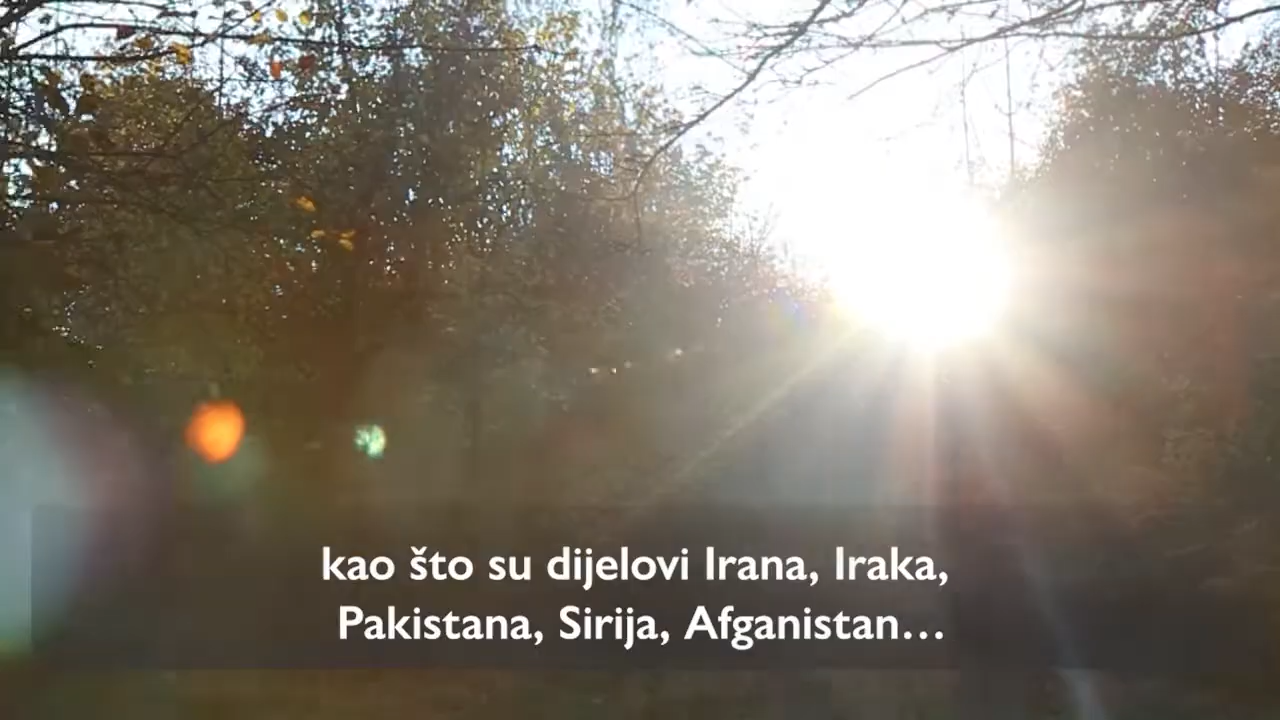 kao što su dijelovi Irana, Iraka,
Pakistana, Sirija, Afganistan...